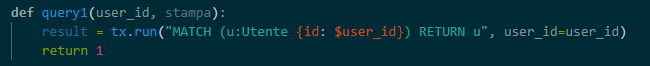 def query1(user_id, stampa):
    result = tx.run("MATCH (u:Utente {id: $user_id}) RETURN u", user_id=user_id)
    return 1